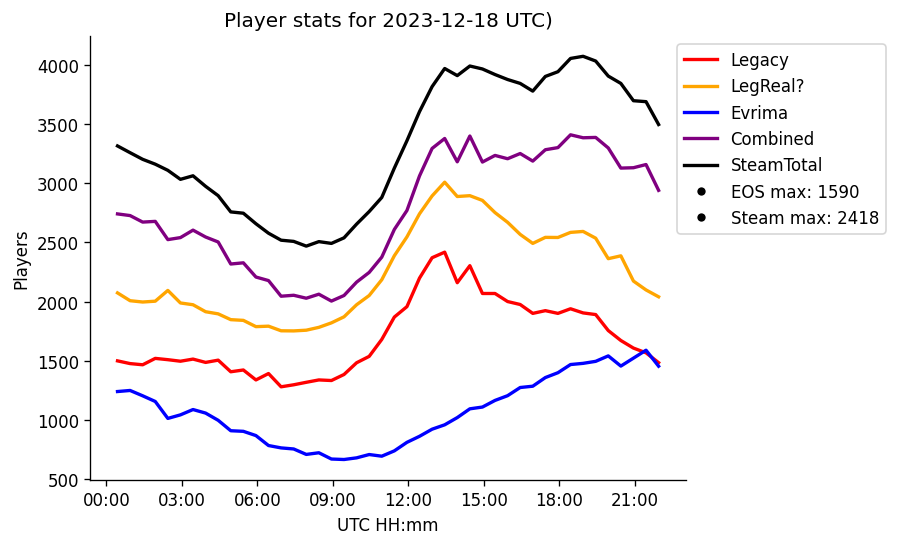 Player stats for 2023-12-18 UTC)
Legacy
LegReal?
Evrima
Combined
SteamTotal
EOS max: 1590
Steam max: 2418
Players
4000
3500
3000
2500
2000
1500
1000
500
00:00 03:00 06:00 09:00 12:00 15:00 18:00 21:00
UTC HH:mm